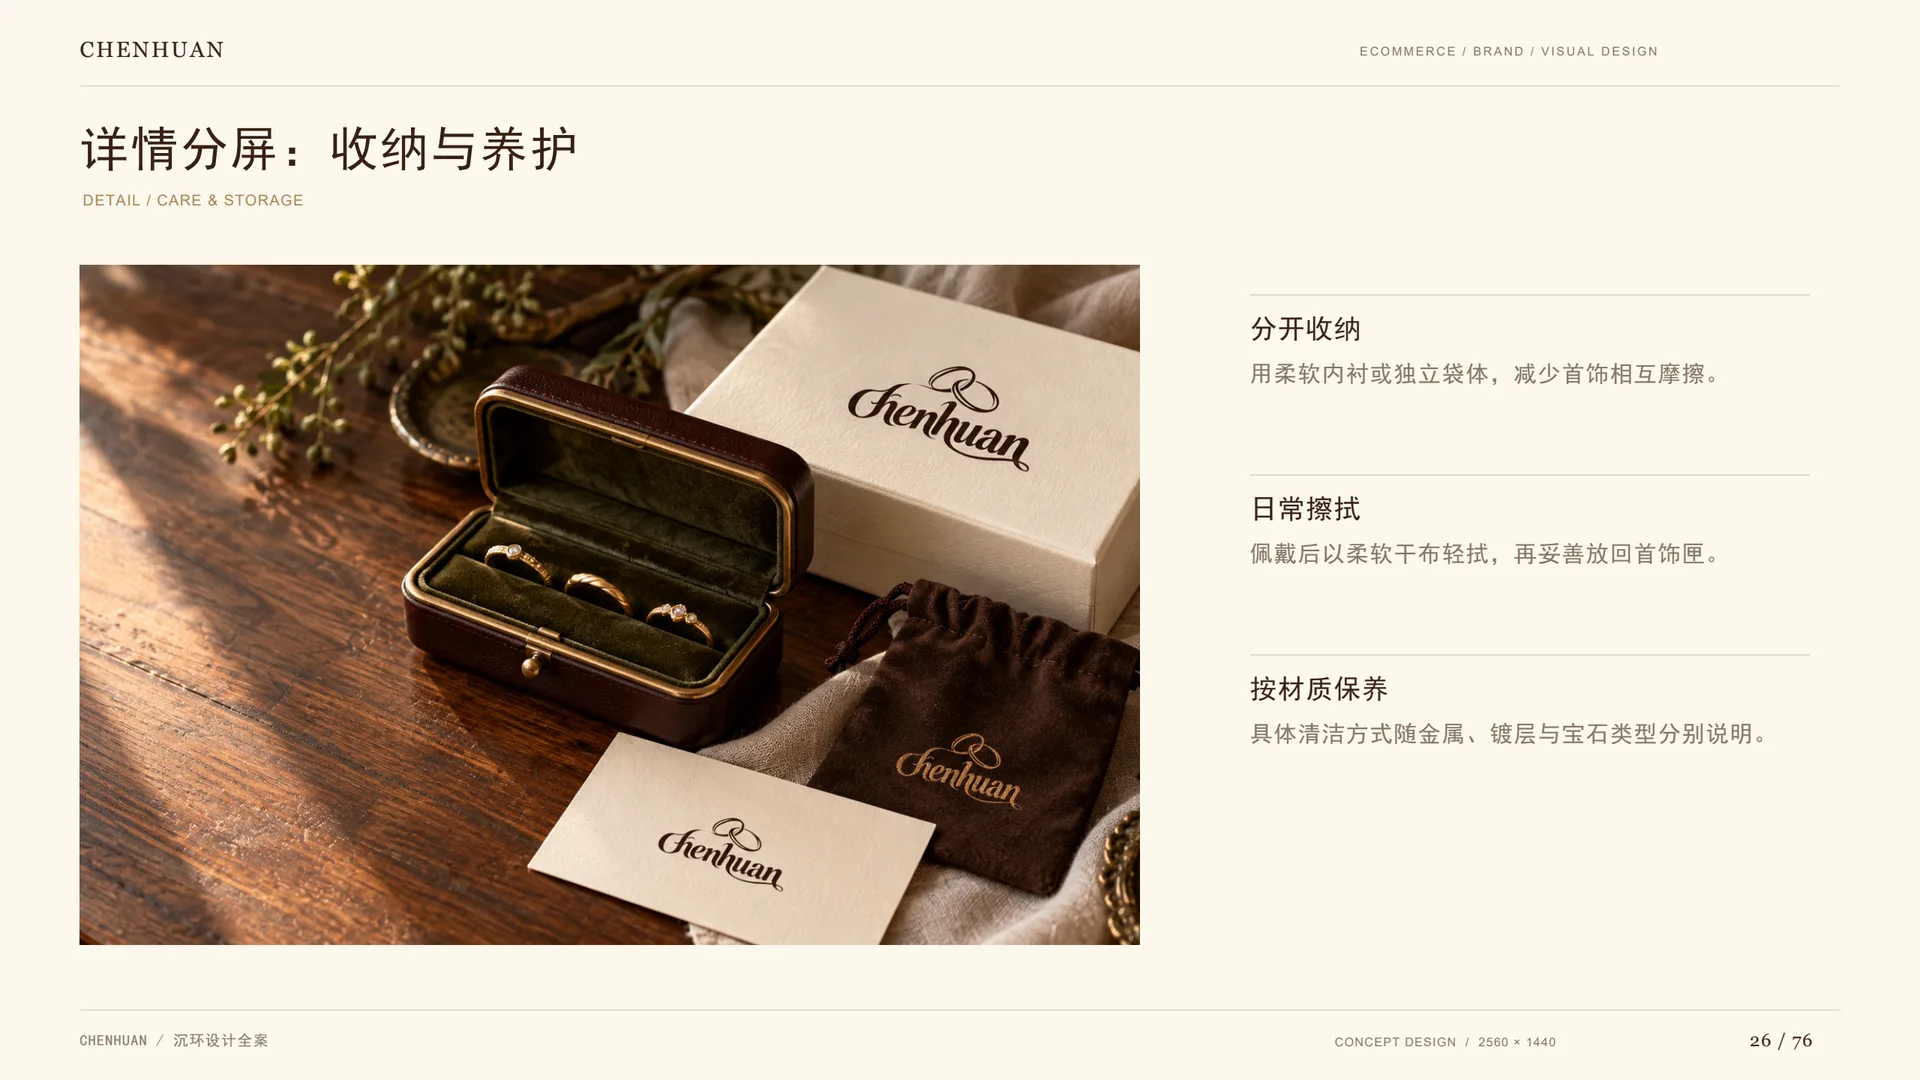 CHENHUAN
ECOMMERCE / BRAND / VISUAL DESIGN
详情分屏：收纳与养护
DETAIL / CARE & STORAGE
Chenhuan
Chenhuan
Chenhuan
分开收纳
用柔软内衬或独立袋体，减少首饰相互摩擦。
日常擦拭
佩戴后以柔软干布轻拭，再妥善放回首饰匣。
按材质保养
具体清洁方式随金属、镀层与宝石类型分别说明。
CHENHUAN / 沉环设计全案
CONCEPT DESIGN / 2560 × 1440
26 / 76